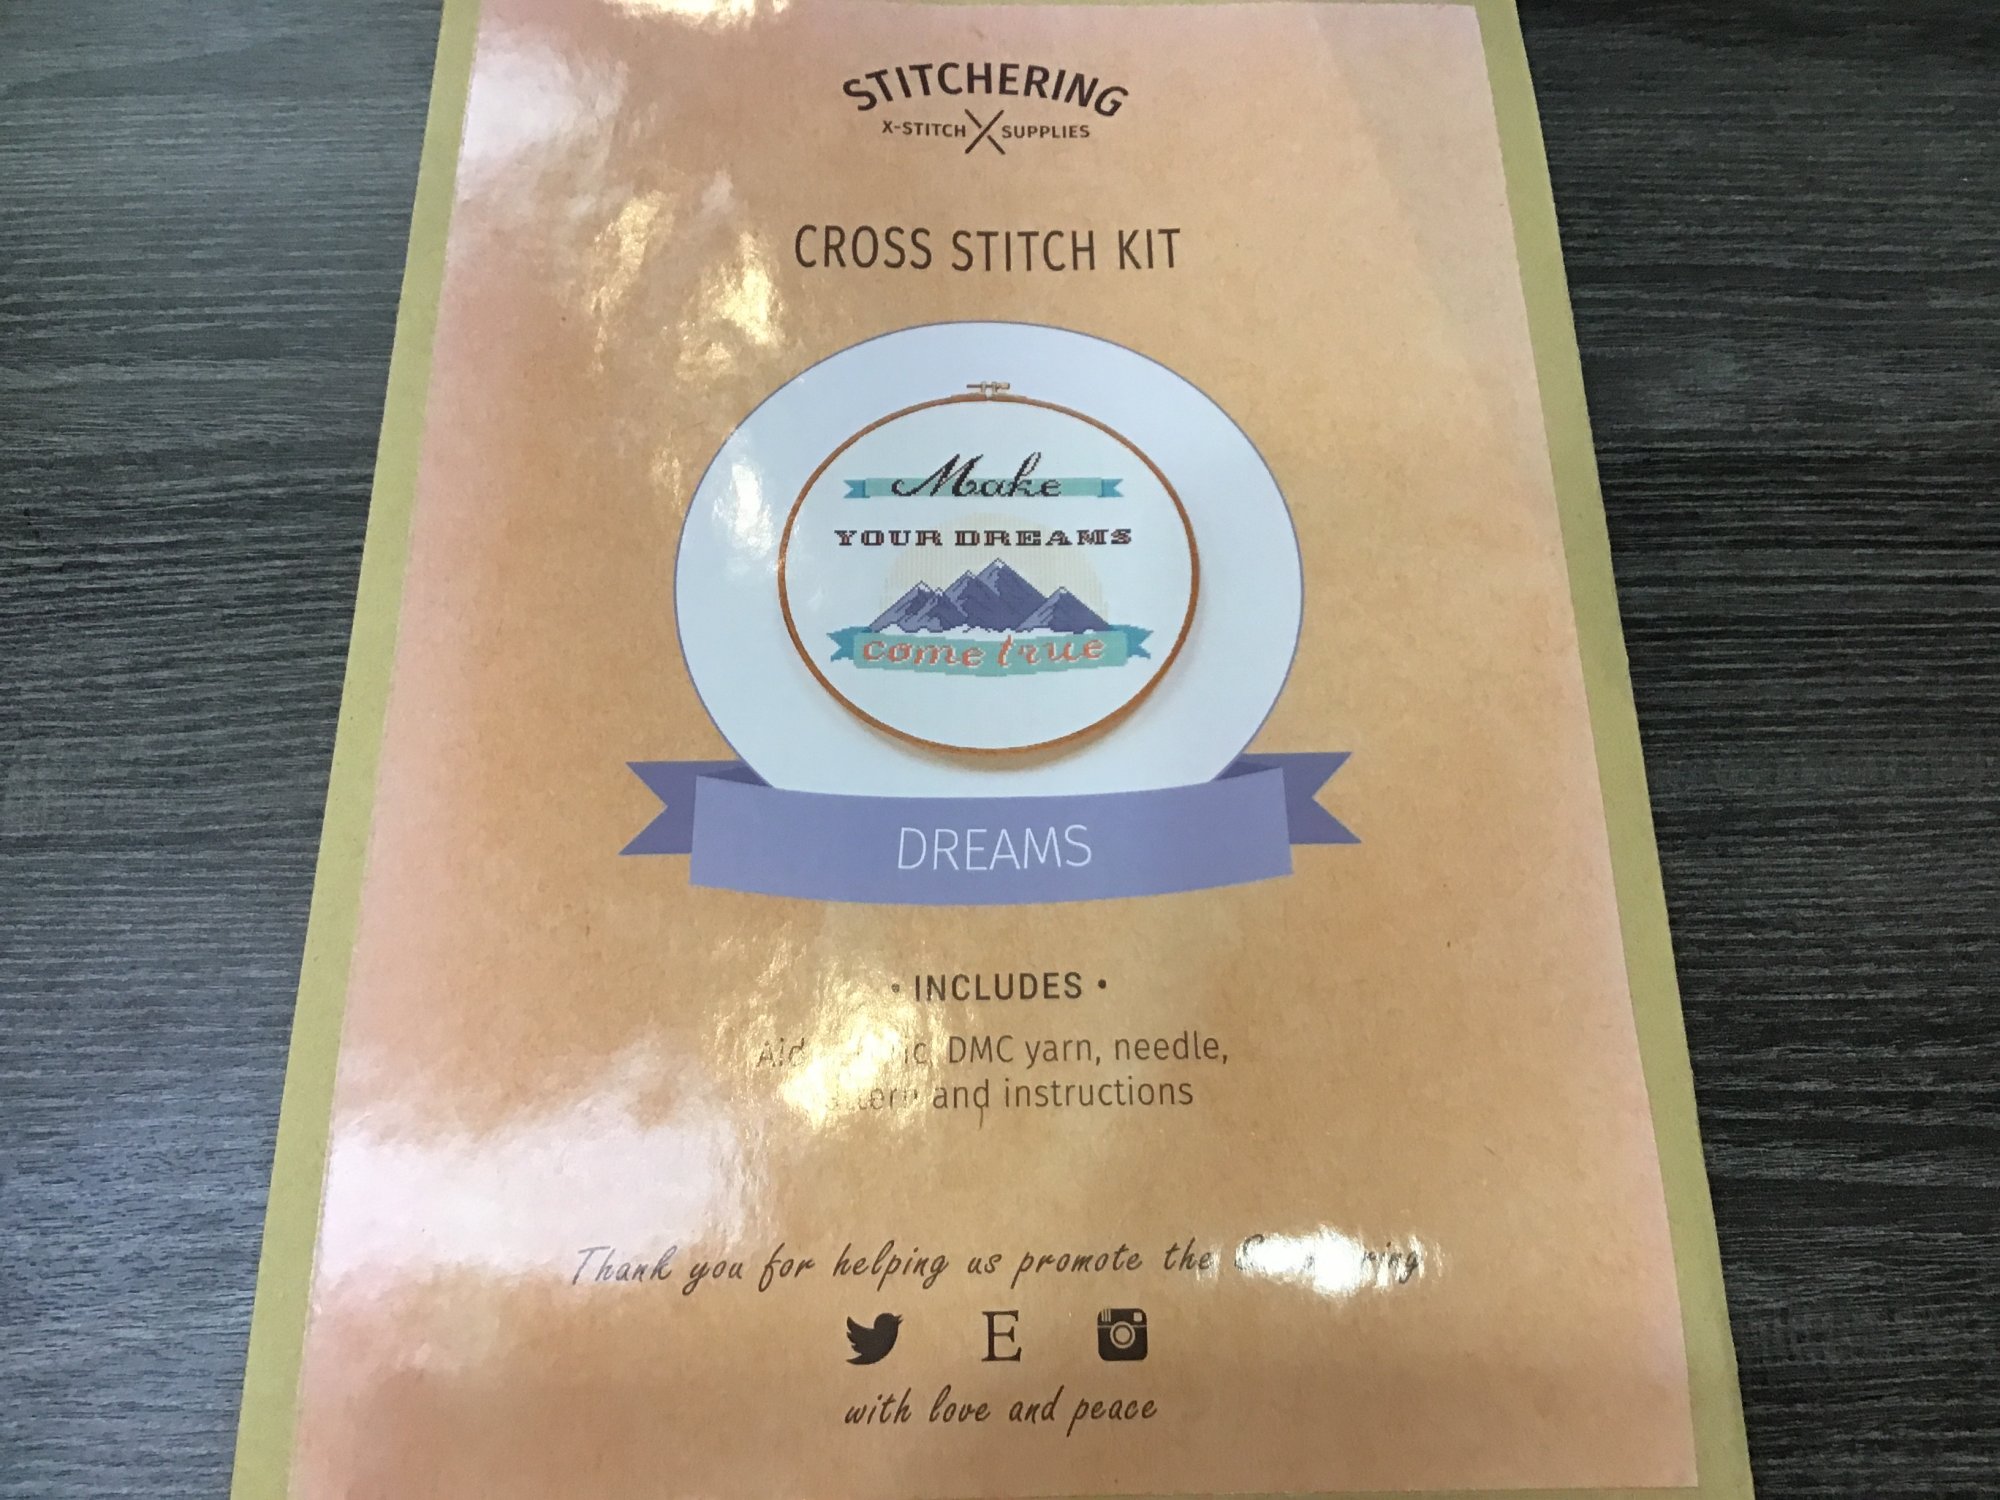 STITCHERING
X-STITCH SUPPLIES
CROSS STITCH KIT
Make
YOUR DREAMS
come true
DREAMS
• INCLUDES •
DMC yarn, needle,
and instructions
Thank you for helping us promote the
E
with love and peace